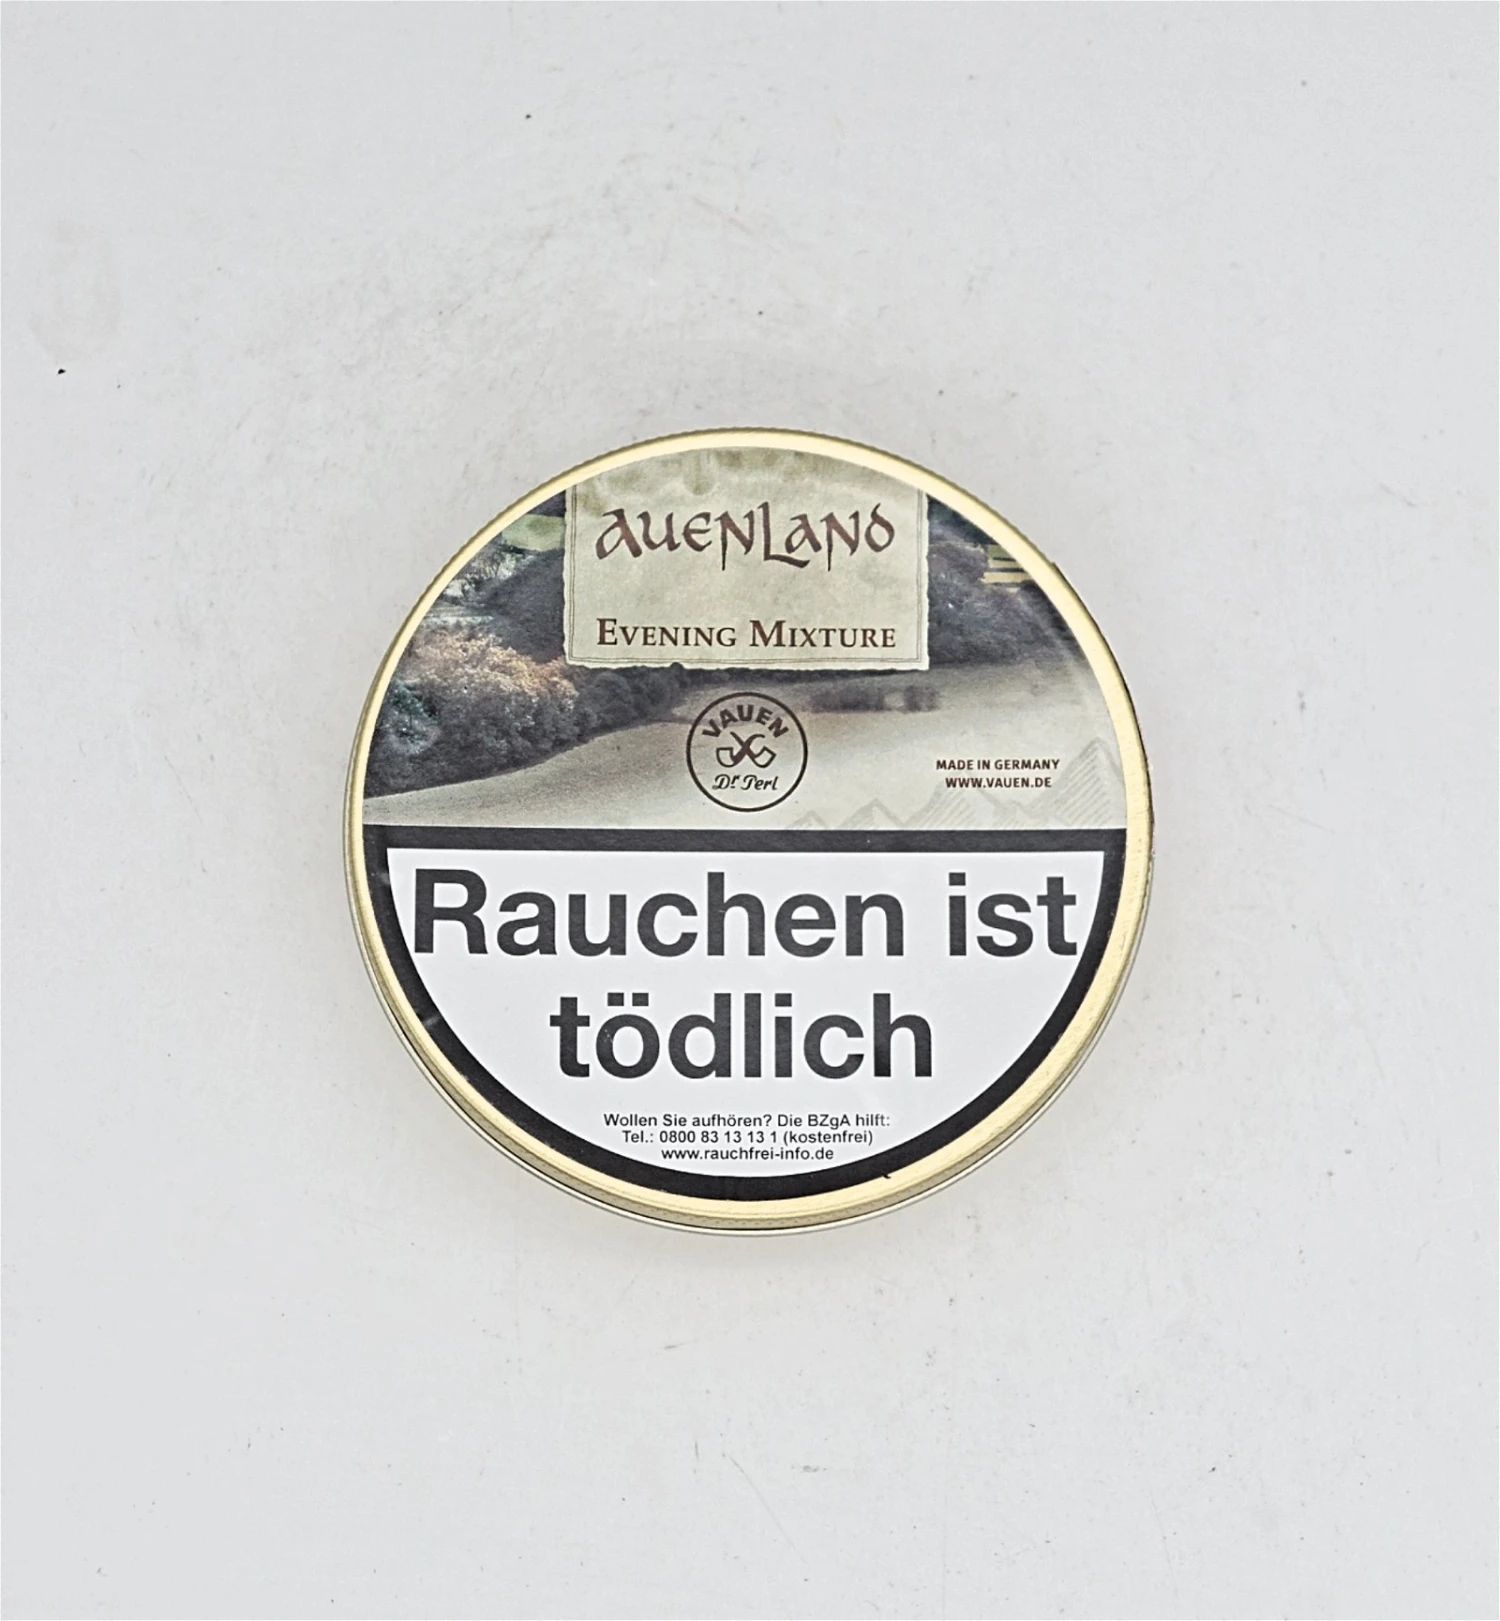 AUENLAND
EVENING MIXTURE
VAUEN
Dr. Perl
MADE IN GERMANY
WWW.VAUEN.DE
Rauchen ist
tödlich
Wollen Sie aufhören? Die BZgA hilft:
Tel.: 0800 83 13 13 1 (kostenfrei)
www.rauchfrei-info.de